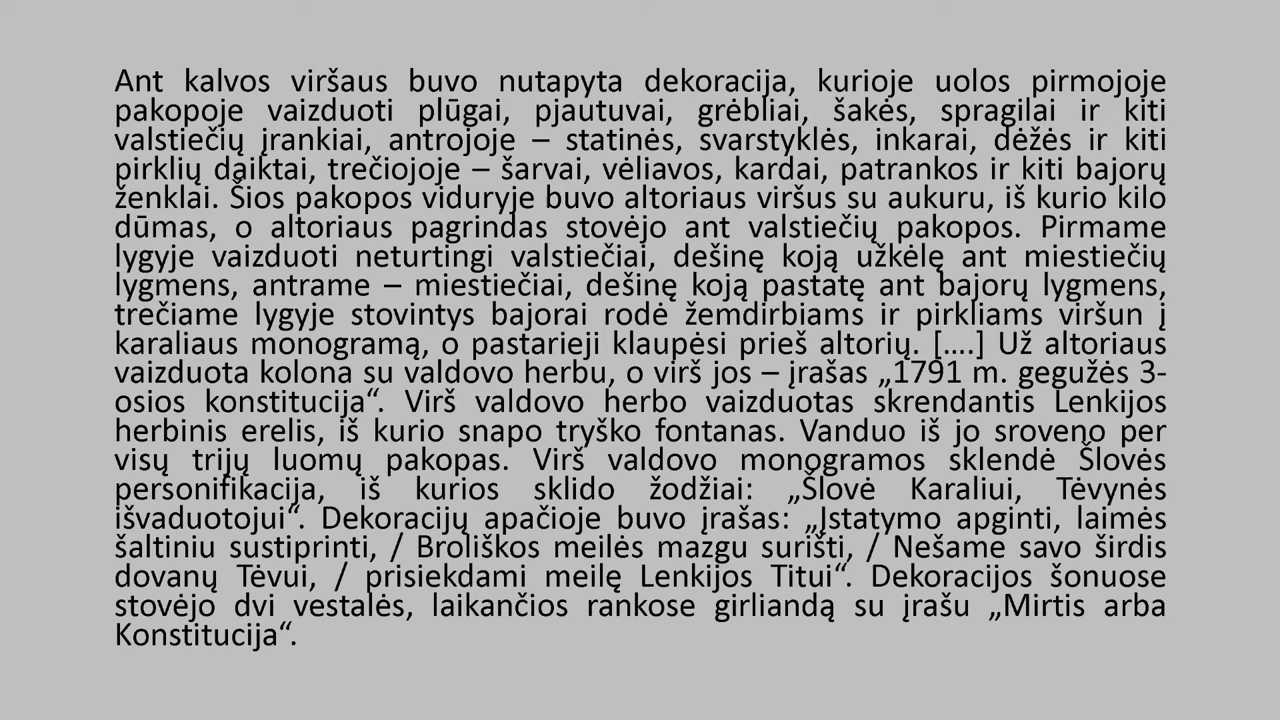 Ant kalvos viršaus buvo nutapyta dekoracija, kurioje uolos pirmojoje
pakopoje vaizduoti plūgai, pjautuvai, grėbliai, šakės, spragilai ir kiti
valstiečių įrankiai, antrojoje – statinės, svarstyklės, inkarai, dėžės ir kiti
pirklių daiktai, trečiojoje – šarvai, vėliavos, kardai, patrankos ir kiti bajorų
ženklai. Šios pakopos viduryje buvo altoriaus viršus su aukuru, iš kurio kilo
dūmas, o altoriaus pagrindas stovėjo ant valstiečių pakopos. Pirmame
lygyje vaizduoti neturtingi valstiečiai, dešinę koją užkėlę ant miestiečių
lygmens, antrame – miestiečiai, dešinę koją pastatę ant bajorų lygmens,
trečiame lygyje stovintys bajorai rodė žemdirbiams ir pirkliams viršun į
karaliaus monogramą, o pastarieji klaupėsi prieš altorių. [….] Už altoriaus
vaizduota kolona su valdovo herbu, o virš jos – įrašas „1791 m. gegužės 3-
osios konstitucija“. Virš valdovo herbo vaizduotas skrendantis Lenkijos
herbinis erelis, iš kurio snapo tryško fontanas. Vanduo iš jo sroveno per
visų trijų luomų pakopas. Virš valdovo monogramos sklendė Šlovės
personifikacija, iš kurios sklido žodžiai: „Šlovė Karaliui, Tėvynės
išvaduotojui“. Dekoracijų apačioje buvo įrašas: „Įstatymo apginti, laimės
šaltiniu sustiprinti, / Broliškos meilės mazgu surišti, / Nešame savo širdis
dovanų Tėvui, / prisiekdami meilę Lenkijos Titui“. Dekoracijos šonuose
stovėjo dvi vestalės, laikančios rankose girliandą su įrašu „Mirtis arba
Konstitucija“.